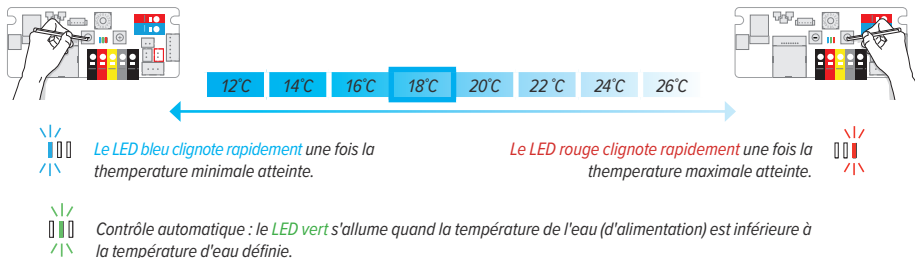 12°C 14°C 16°C 18°C 20°C 22 °C 24°C 26°C
Le LED bleu clignote rapidement une fois la
themperature minimale atteinte.
Le LED rouge clignote rapidement une fois la
themperature maximale atteinte.
Contrôle automatique : le LED vert s'allume quand la température de l'eau (d'alimentation) est inférieure à
la température d'eau définie.